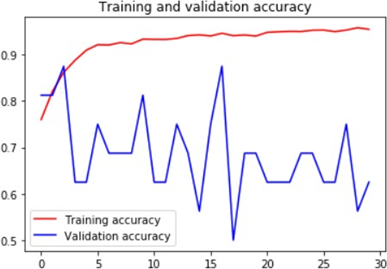 Training and validation accuracy
0.9
0.8
0.7
0.6
0.5
Training accuracy
Validation accuracy
0 5 10 15 20 25 30